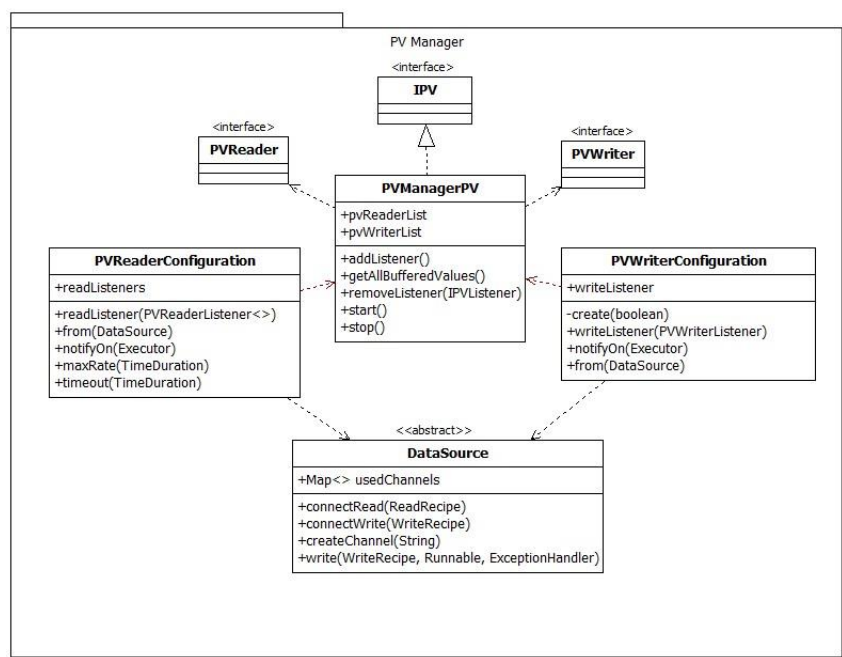 PV Manager
<interface>
IPV
<interface>
PVReader
<interface>
PVWriter
PVManagerPV
+pvReaderList
+pvWriterList
+addListener()
+getAllBufferedValues()
+removeListener(IPVListener)
+start()
+stop()
PVReaderConfiguration
+readListeners
+readListener(PVReaderListener<>)
+from(DataSource)
+notifyOn(Executor)
+maxRate(TimeDuration)
+timeout(TimeDuration)
PVWriterConfiguration
+writeListener
-create(boolean)
+writeListener(PVWriterListener)
+notifyOn(Executor)
+from(DataSource)
<<abstract>>
DataSource
+Map<> usedChannels
+connectRead(ReadRecipe)
+connectWrite(WriteRecipe)
+createChannel(String)
+write(WriteRecipe, Runnable, ExceptionHandler)